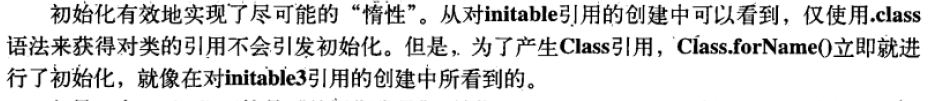 初始化有效地实现了尽可能的“惰性”。从对initable引用的创建中可以看到，仅使用.class
语法来获得对类的引用不会引发初始化。但是，为了产生Class引用，Class.forName()立即就进
行了初始化，就像在对initable3引用的创建中所看到的。